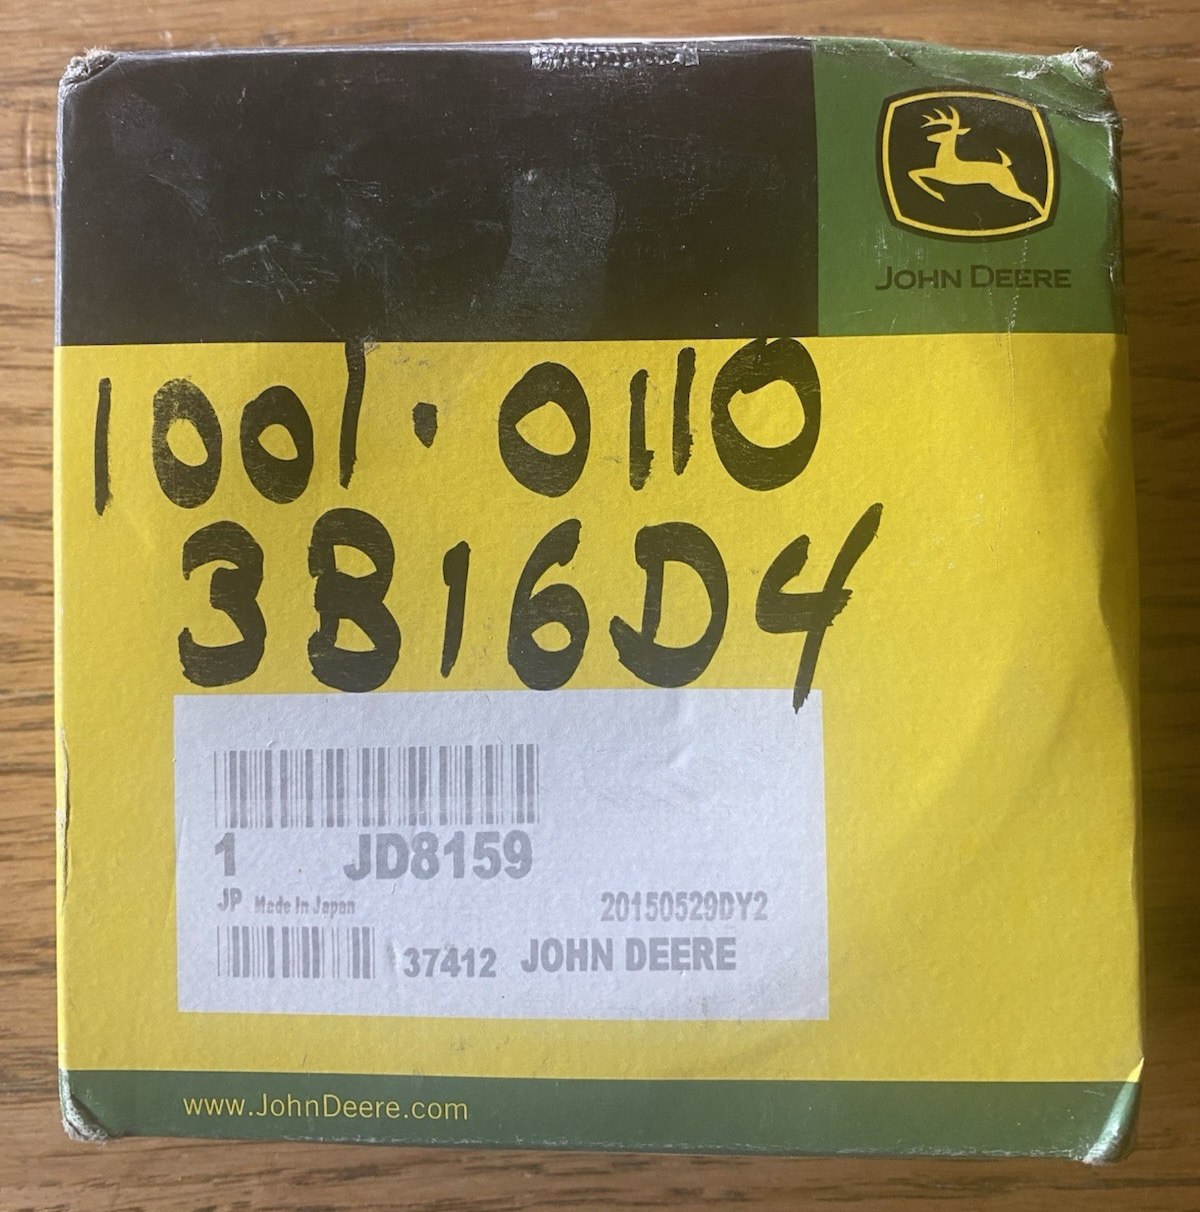 JOHN DEERE
1001·0110
3B16D4
1 JD8159
JP Made In Japan
20150529DY2
37412 JOHN DEERE
www.JohnDeere.com